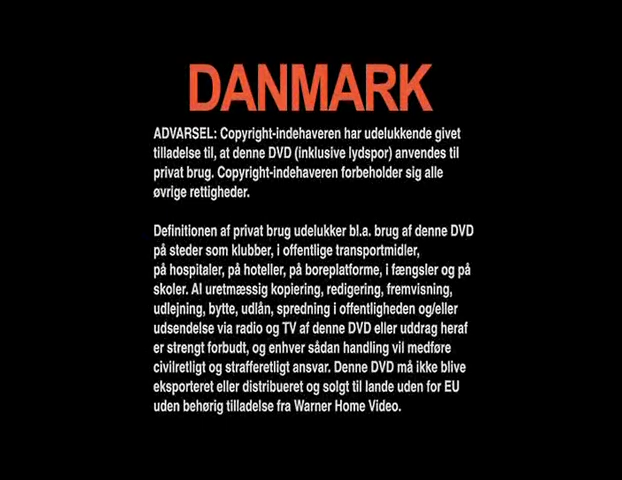 DANMARK
ADVARSEL: Copyright-indehaveren har udelukkende givet
tilladelse til, at denne DVD (inklusive lydspor) anvendes til
privat brug. Copyright-indehaveren forbeholder sig alle
øvrige rettigheder.
Definitionen af privat brug udelukker bl.a. brug af denne DVD
på steder som klubber, i offentlige transportmidler,
på hospitaler, på hoteller, på boreplatforme, i fængsler og på
skoler. Al uretmæssig kopiering, redigering, fremvisning,
udlejning, bytte, udlån, spredning i offentligheden og/eller
udsendelse via radio og TV af denne DVD eller uddrag heraf
er strengt forbudt, og enhver sådan handling vil medføre
civilretligt og strafferetligt ansvar. Denne DVD må ikke blive
eksporteret eller distribueret og solgt til lande uden for EU
uden behørig tilladelse fra Warner Home Video.